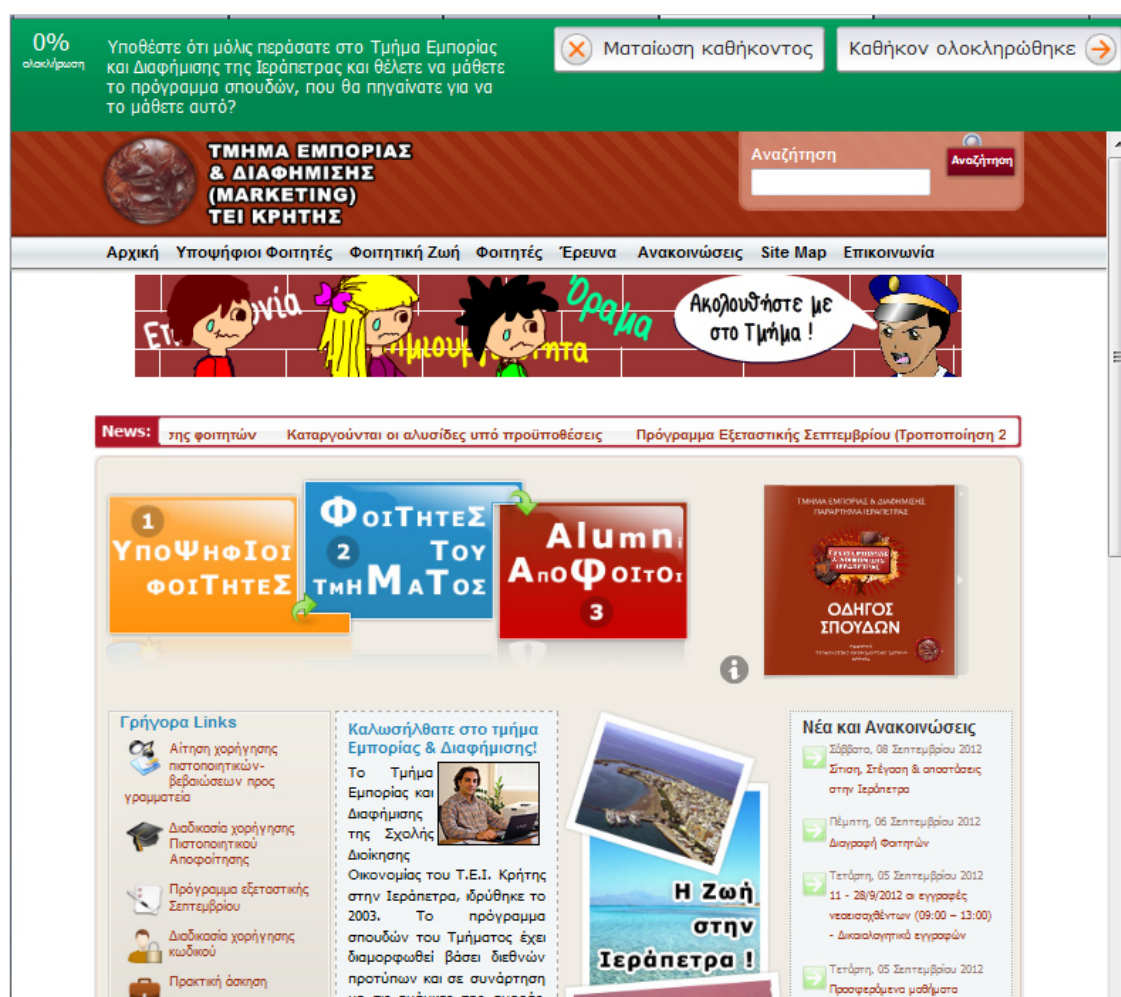 0%
ολοκλήρωση
Υποθέστε ότι μόλις περάσατε στο Τμήμα Εμπορίας
και Διαφήμισης της Ιεράπετρας και θέλετε να μάθετε
το πρόγραμμα σπουδών, που θα πηγαίνατε για να
το μάθετε αυτό?
Ματαίωση καθήκοντος
Καθήκον ολοκληρώθηκε
ΤΜΗΜΑ ΕΜΠΟΡΙΑΣ
& ΔΙΑΦΗΜΙΣΗΣ
(MARKETING)
ΤΕΙ ΚΡΗΤΗΣ
Αναζήτηση
Αναζήτηση
Αρχική Υποψήφιοι Φοιτητές Φοιτητική Ζωή Φοιτητές Έρευνα Ανακοινώσεις Site Map Επικοινωνία
Όραμα
Ακολουθήστε με
στο Τμήμα !
News: της φοιτητών Καταργούνται οι αλυσίδες υπό προϋποθέσεις Πρόγραμμα Εξεταστικής Σεπτεμβρίου (Τροποποίηση 2
1
ΥποΨηφΙοι
φοιΤητεΣ
ΦοιΤητεΣ
2 Του
τμηΜαΤος
Alumni
ΑποΦοιτοι
3
ΤΜΗΜΑ ΕΜΠΟΡΙΑΣ & ΔΙΑΦΗΜΙΣΗΣ
ΠΑΡΑΡΤΗΜΑ ΙΕΡΑΠΕΤΡΑΣ
ΟΔΗΓΟΣ
ΣΠΟΥΔΩΝ
Γρήγορα Links
Αίτηση χορήγησης
πιστοποιητικών-
βεβαιώσεων προς
γραμματεία
Διαδικασία χορήγησης
Πιστοποιητικού
Αποφοίτησης
Πρόγραμμα εξεταστικής
Σεπτεμβρίου
Διαδικασία χορήγησης
κωδικού
Πρακτική άσκηση
Καλωσήλθατε στο τμήμα
Εμπορίας & Διαφήμισης!
Το Τμήμα
Εμπορίας και
Διαφήμισης
της Σχολής
Διοίκησης
Οικονομίας του Τ.Ε.Ι. Κρήτης
στην Ιεράπετρα, ιδρύθηκε το
2003. Το πρόγραμμα
σπουδών του Τμήματος έχει
διαμορφωθεί βάσει διεθνών
προτύπων και σε συνάρτηση
Η Ζωή
στην
Ιεράπετρα !
Νέα και Ανακοινώσεις
Σάββατο, 08 Σεπτεμβρίου 2012
Σίτιση, Στέγαση & αποστάσεις
στην Ιεράπετρα
Πέμπτη, 06 Σεπτεμβρίου 2012
Διαγραφή Φοιτητών
Τετάρτη, 05 Σεπτεμβρίου 2012
11 - 28/9/2012 οι εγγραφές
νεοεισαχθέντων (09:00 – 13:00)
- Δικαιολογητικά εγγραφών
Τετάρτη, 05 Σεπτεμβρίου 2012
Προσφερόμενα μαθήματα